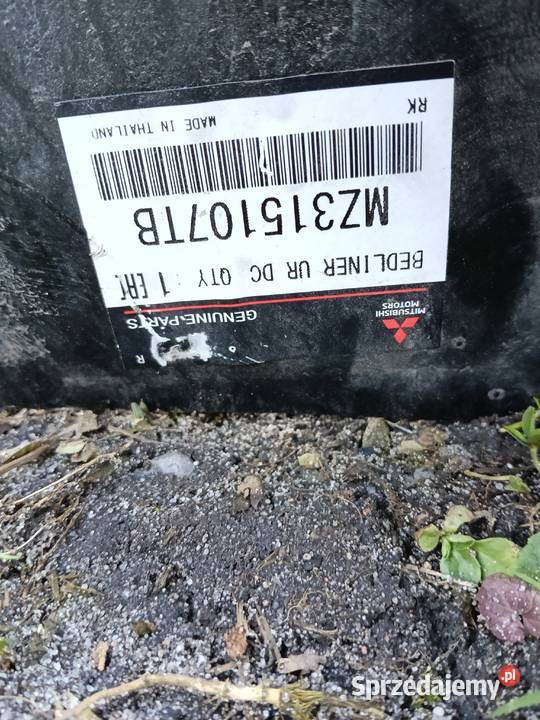 MITSUBISHI
MOTORS
GENUINE-PARTS
BEDLINER UR DC QTY : 1 EA
MZ315107TB
MADE IN THAILAND
RK
Sprzedajemy.pl